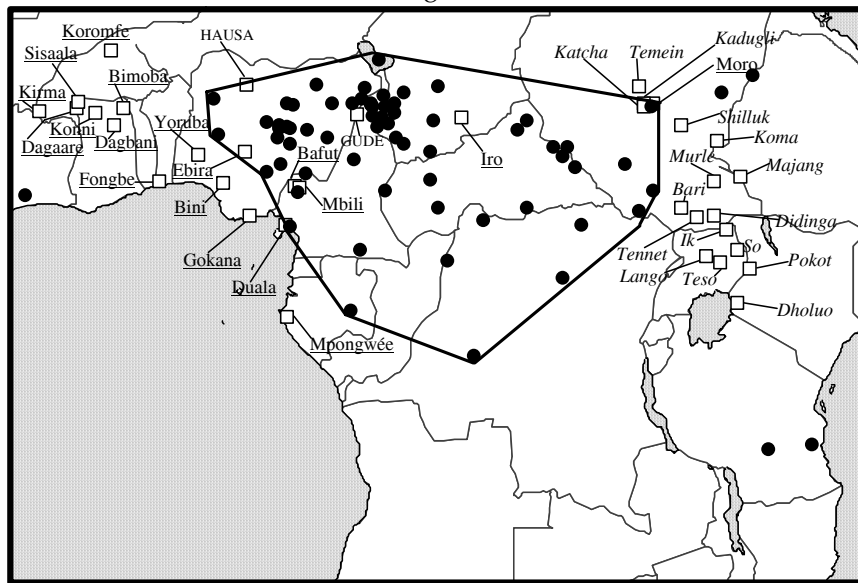 Koromfe
Sisaala
HAUSA
Katcha
Temein
Kadugli
Kirma
Bimoba
Moro
Yoruba
Konni
Dagaare
Dagbani
GUDE
Shilluk
Koma
Ebira
Bafut
Iro
Murle
Majang
Fongbe
Bini
Mbili
Bari
Didinga
Gokana
Tennet
Ik
So
Duala
Lango
Teso
Pokot
Dholuo
Mpongwée